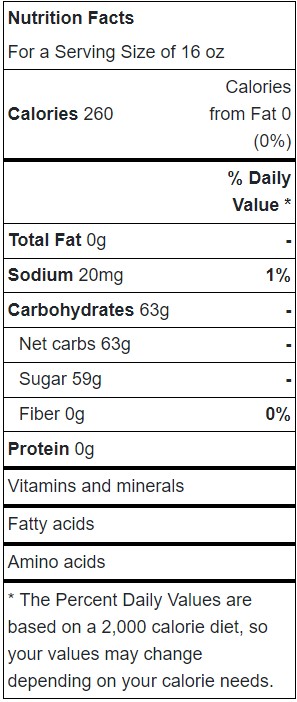 Nutrition Facts
For a Serving Size of 16 oz
Calories 260
Calories
from Fat 0
(0%)
% Daily
Value *
Total Fat 0g -
Sodium 20mg 1%
Carbohydrates 63g -
Net carbs 63g -
Sugar 59g -
Fiber 0g 0%
Protein 0g
Vitamins and minerals
Fatty acids
Amino acids
* The Percent Daily Values are
based on a 2,000 calorie diet, so
your values may change
depending on your calorie needs.